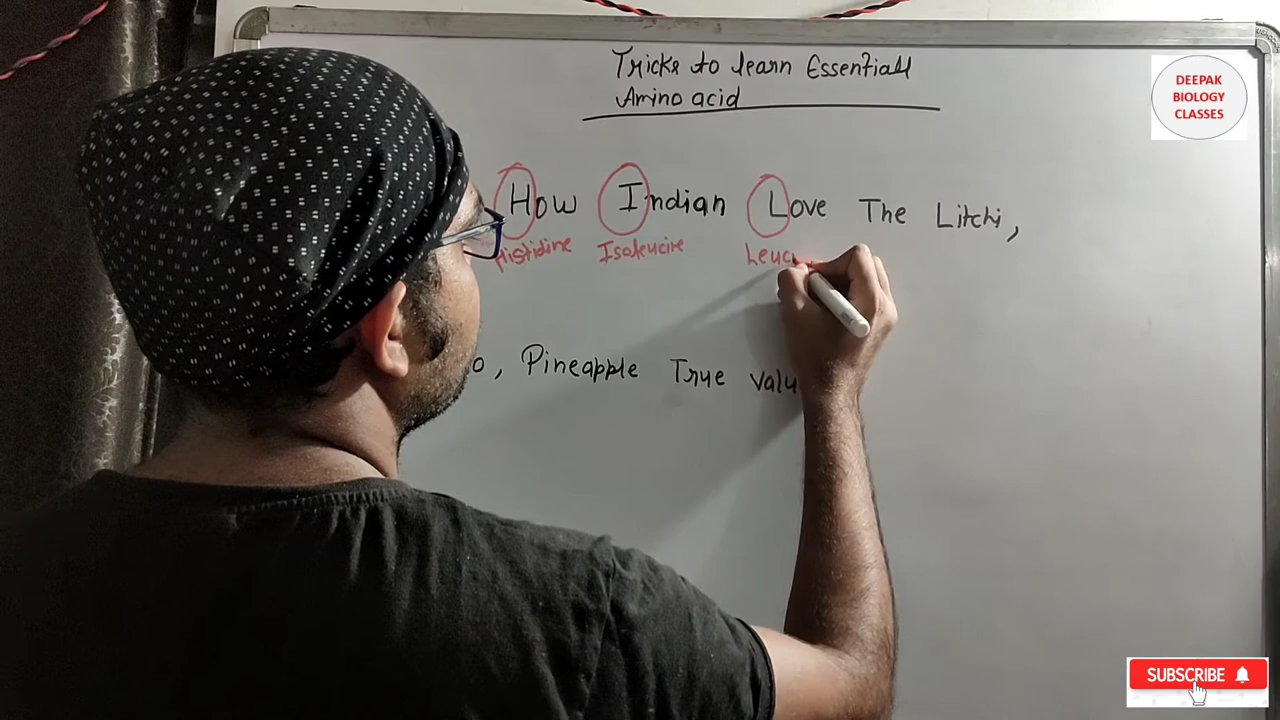 Tricks to learn Essentiall
Amino acid
DEEPAK
BIOLOGY
CLASSES
How Indian Love The Litchi,
Histidine Isoleucine Leuc
o, Pineapple True Valu
SUBSCRIBE